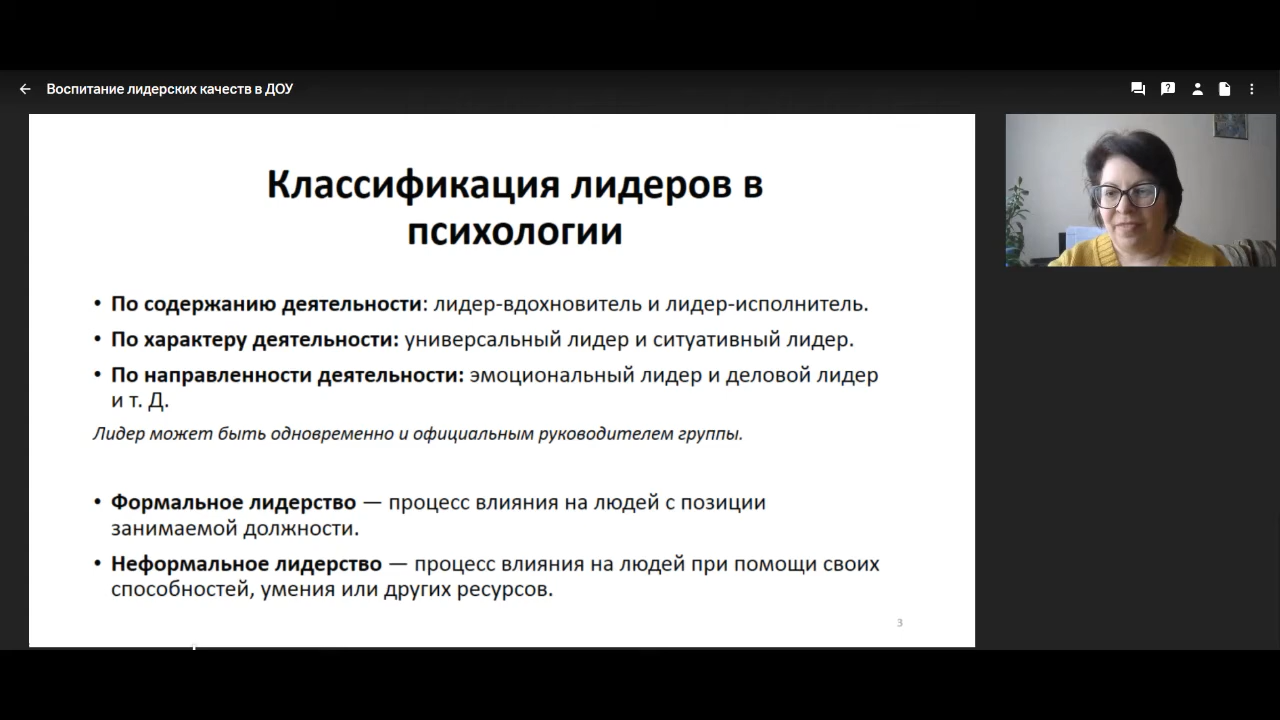 Воспитание лидерских качеств в ДОУ
Классификация лидеров в
психологии
• По содержанию деятельности: лидер-вдохновитель и лидер-исполнитель.
• По характеру деятельности: универсальный лидер и ситуативный лидер.
• По направленности деятельности: эмоциональный лидер и деловой лидер
и т. Д.
Лидер может быть одновременно и официальным руководителем группы.
• Формальное лидерство — процесс влияния на людей с позиции
занимаемой должности.
• Неформальное лидерство — процесс влияния на людей при помощи своих
способностей, умения или других ресурсов.
3